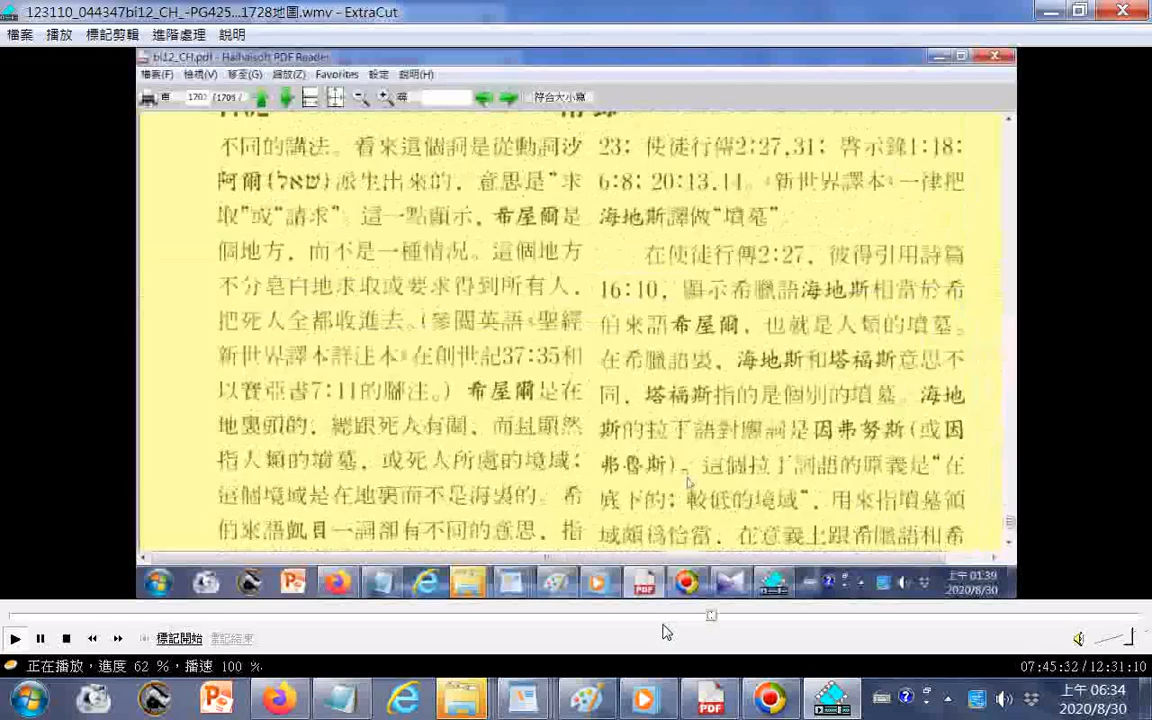 123110_044347bi12_CH_-PG425...1728地圖.wmv - ExtraCut
檔案 播放 標記剪輯 進階處理 說明
bi12_CH.pdf - Haihaisoft PDF Reader
檔案(F) 檢視(V) 移至(G) 縮放(Z) Favorites 設定 說明(H)
頁 170 /1705 / 尋 符合大小寫
不同的講法。看來這個詞是從動詞沙
阿爾(שאל)派生出來的，意思是“求
取”或“請求”。這一點顯示，希屋爾是
個地方，而不是一種情況。這個地方
不分皂白地求取或要求得到所有人，
把死人全都收進去。(參閱英語《聖經
新世界譯本詳注本》在創世記37:35和
以賽亞書7:11的腳注。) 希屋爾是在
地裏頭的，總跟死人有關，而且顯然
指人類的墳墓，或死人所處的境域；
這個境域是在地裏而不是海裏的。希
伯來語凱貝一詞卻有不同的意思，指
23；使徒行傳2:27,31；啓示錄1:18；
6:8；20:13,14。《新世界譯本》一律把
海地斯譯做“墳墓”
在使徒行傳2:27，彼得引用詩篇
16:10，顯示希臘語海地斯相當於希
伯來語希屋爾，也就是人類的墳墓。
在希臘語裏，海地斯和塔福斯意思不
同，塔福斯指的是個別的墳墓。海地
斯的拉丁語對應詞是因弗努斯(或因
弗魯斯)。這個拉丁詞語的原義是“在
底下的；較低的境域”，用來指墳墓領
域頗爲恰當，在意義上跟希臘語和希
上午 01:39
2020/8/30
標記開始 標記結束
正在播放，進度 62 %，播速 100 %. 07:45:32 / 12:31:10
上午 06:34
2020/8/30